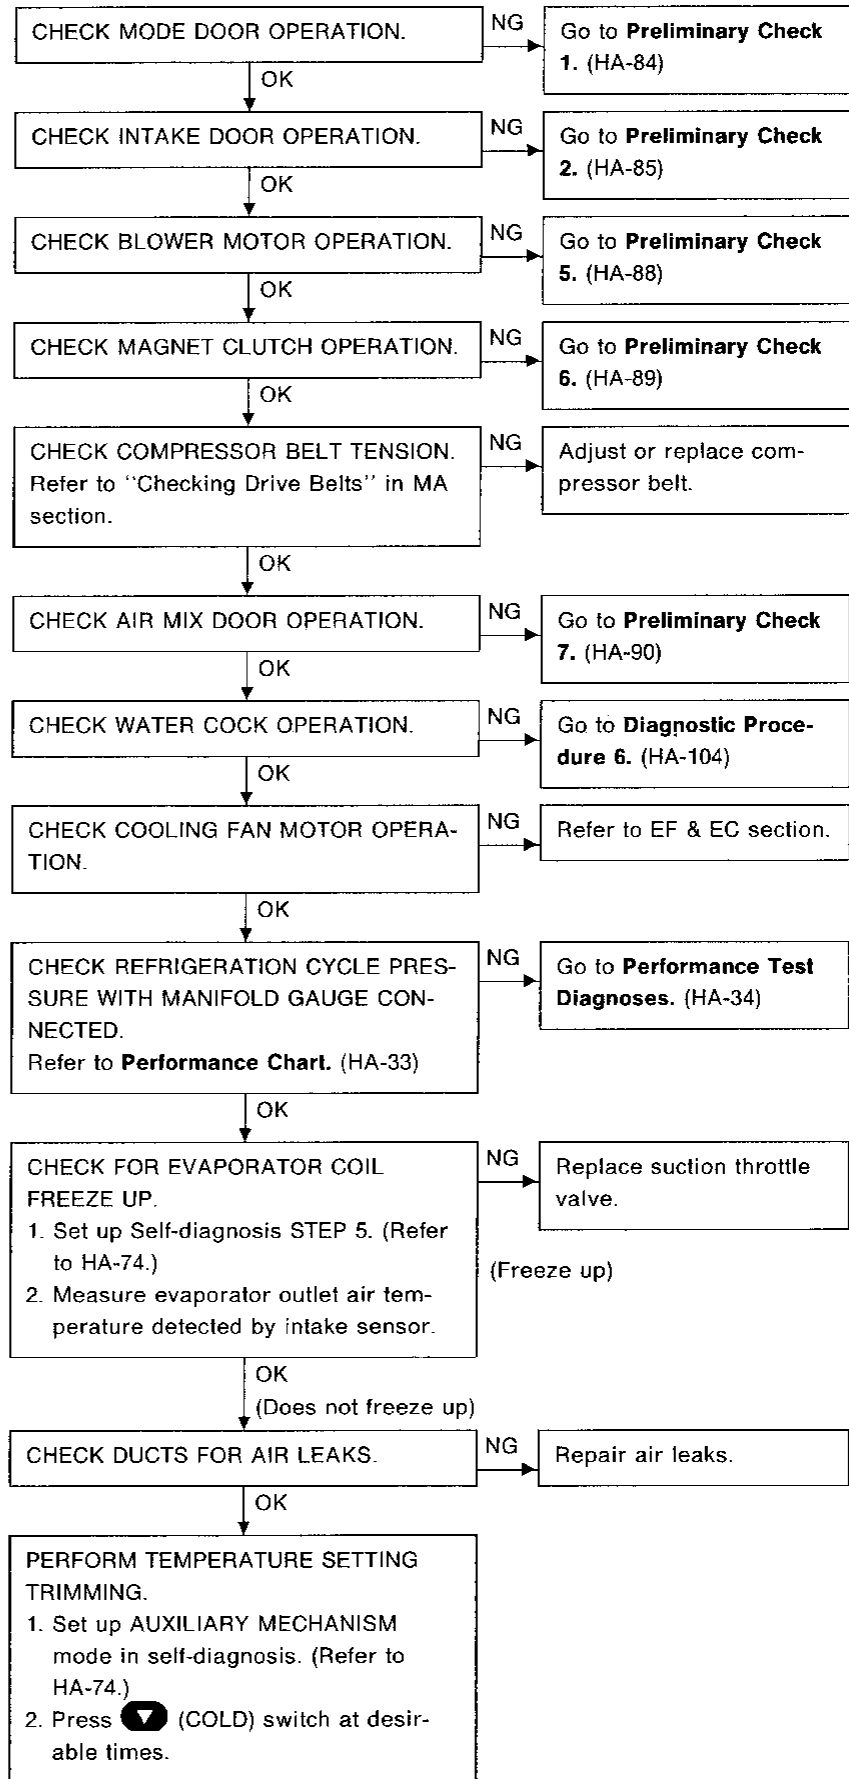 CHECK MODE DOOR OPERATION.
NG
Go to Preliminary Check
1. (HA-84)
OK
CHECK INTAKE DOOR OPERATION.
NG
Go to Preliminary Check
2. (HA-85)
OK
CHECK BLOWER MOTOR OPERATION.
NG
Go to Preliminary Check
5. (HA-88)
OK
CHECK MAGNET CLUTCH OPERATION.
NG
Go to Preliminary Check
6. (HA-89)
OK
CHECK COMPRESSOR BELT TENSION.
Refer to “Checking Drive Belts” in MA
section.
NG
Adjust or replace com-
pressor belt.
OK
CHECK AIR MIX DOOR OPERATION.
NG
Go to Preliminary Check
7. (HA-90)
OK
CHECK WATER COCK OPERATION.
NG
Go to Diagnostic Proce-
dure 6. (HA-104)
OK
CHECK COOLING FAN MOTOR OPERA-
TION.
NG
Refer to EF & EC section.
OK
CHECK REFRIGERATION CYCLE PRES-
SURE WITH MANIFOLD GAUGE CON-
NECTED.
Refer to Performance Chart. (HA-33)
NG
Go to Performance Test
Diagnoses. (HA-34)
OK
CHECK FOR EVAPORATOR COIL
FREEZE UP.
1. Set up Self-diagnosis STEP 5. (Refer
to HA-74.)
2. Measure evaporator outlet air tem-
perature detected by intake sensor.
NG
Replace suction throttle
valve.
(Freeze up)
OK
(Does not freeze up)
CHECK DUCTS FOR AIR LEAKS.
NG
Repair air leaks.
OK
PERFORM TEMPERATURE SETTING
TRIMMING.
1. Set up AUXILIARY MECHANISM
mode in self-diagnosis. (Refer to
HA-74.)
2. Press ▼ (COLD) switch at desir-
able times.